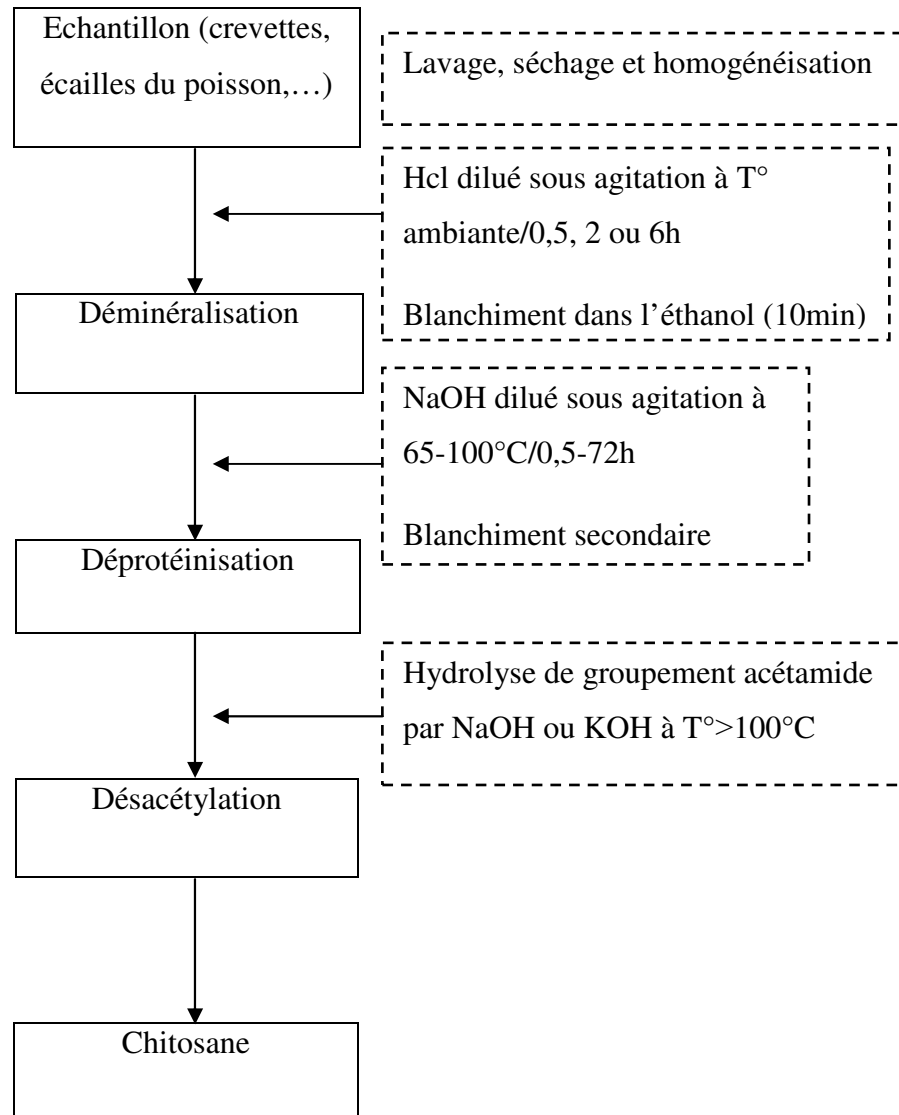 Echantillon (crevettes,
écailles du poisson,…)
Lavage, séchage et homogénéisation
Hcl dilué sous agitation à T°
ambiante/0,5, 2 ou 6h
Blanchiment dans l’éthanol (10min)
Déminéralisation
NaOH dilué sous agitation à
65-100°C/0,5-72h
Blanchiment secondaire
Déprotéinisation
Hydrolyse de groupement acétamide
par NaOH ou KOH à T°>100°C
Désacétylation
Chitosane